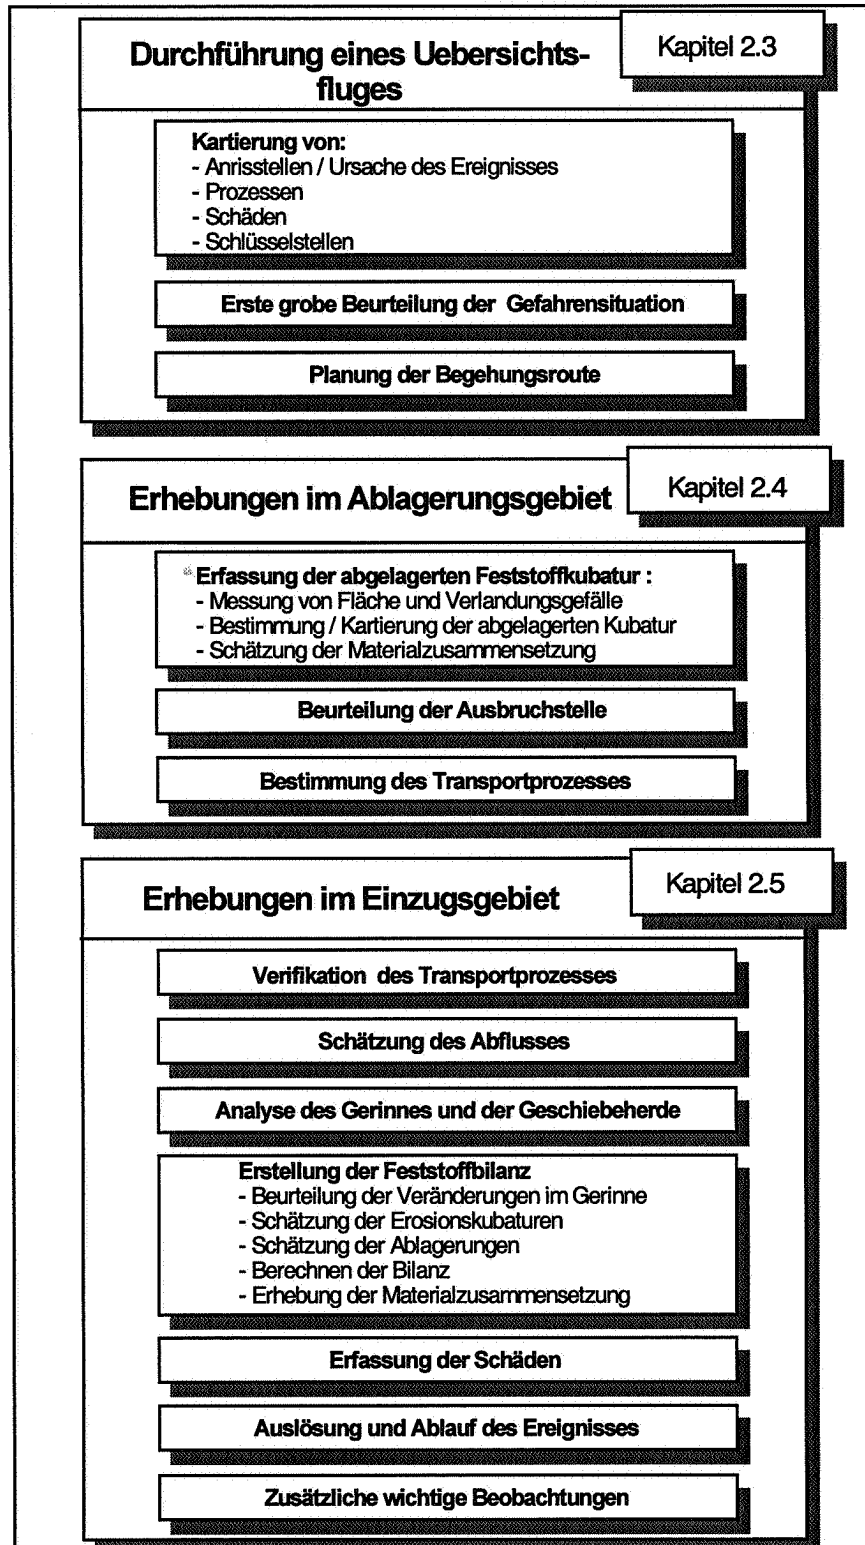 Durchführung eines Uebersichts-
fluges
Kapitel 2.3
Kartierung von:
- Anrisstellen / Ursache des Ereignisses
- Prozessen
- Schäden
- Schlüsselstellen
Erste grobe Beurteilung der Gefahrensituation
Planung der Begehungsroute
Erhebungen im Ablagerungsgebiet
Kapitel 2.4
Erfassung der abgelagerten Feststoffkubatur :
- Messung von Fläche und Verlandungsgefälle
- Bestimmung / Kartierung der abgelagerten Kubatur
- Schätzung der Materialzusammensetzung
Beurteilung der Ausbruchstelle
Bestimmung des Transportprozesses
Erhebungen im Einzugsgebiet
Kapitel 2.5
Verifikation des Transportprozesses
Schätzung des Abflusses
Analyse des Gerinnes und der Geschiebeherde
Erstellung der Feststoffbilanz
- Beurteilung der Veränderungen im Gerinne
- Schätzung der Erosionskubaturen
- Schätzung der Ablagerungen
- Berechnen der Bilanz
- Erhebung der Materialzusammensetzung
Erfassung der Schäden
Auslösung und Ablauf des Ereignisses
Zusätzliche wichtige Beobachtungen